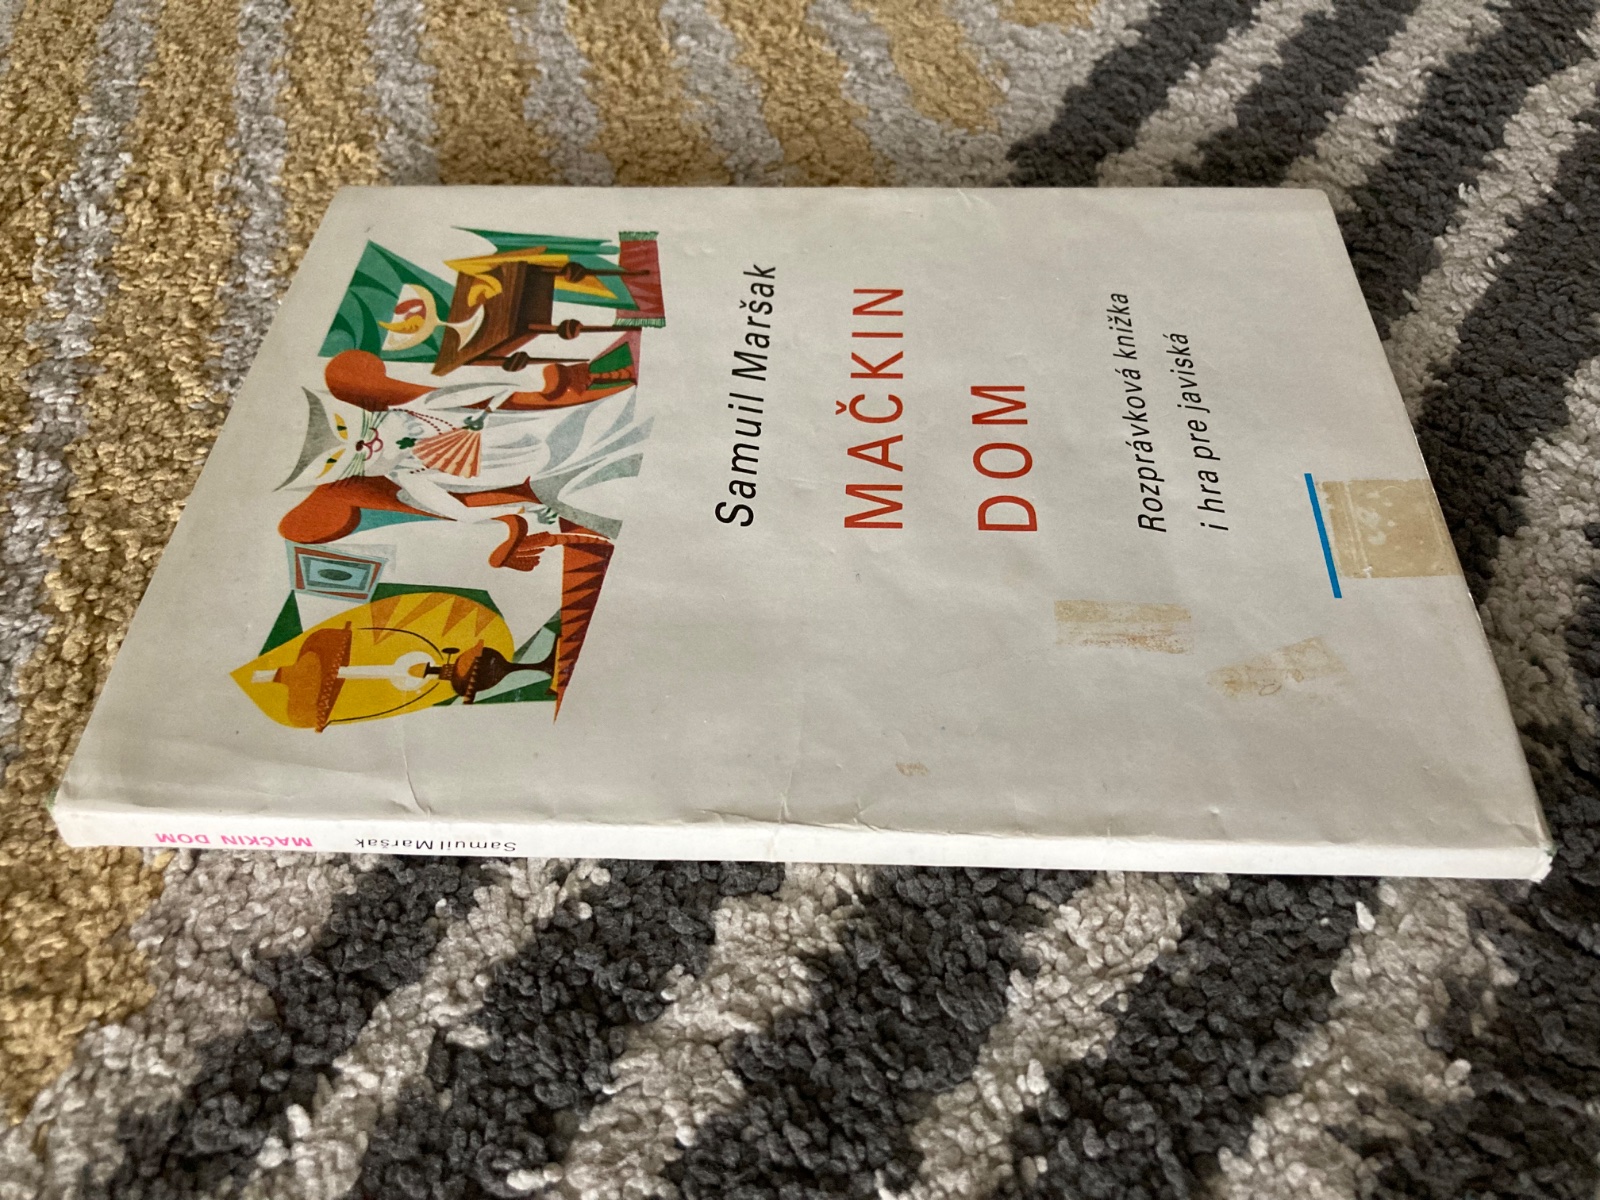 Samuil Maršak
MAČKIN
DOM
Rozprávková knižka
i hra pre javiská
Samuil Maršak MAČKIN DOM